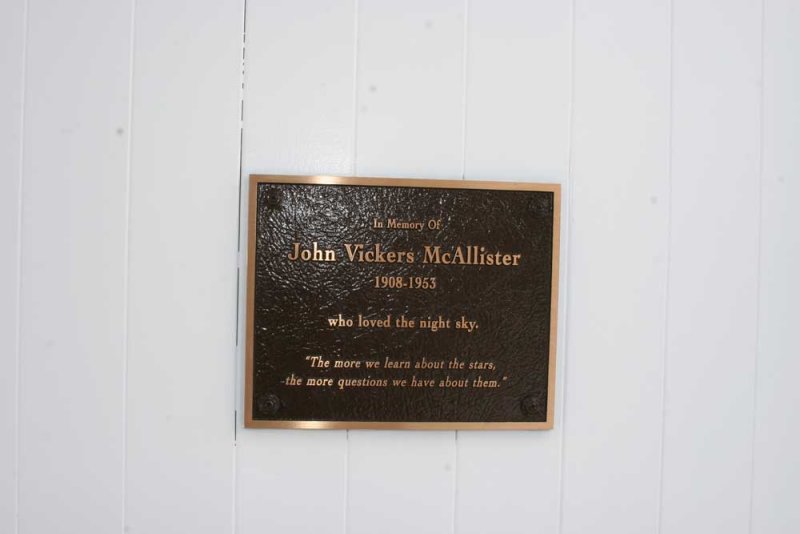 In Memory Of
John Vickers McAllister
1908-1953
who loved the night sky.
"The more we learn about the stars,
the more questions we have about them."